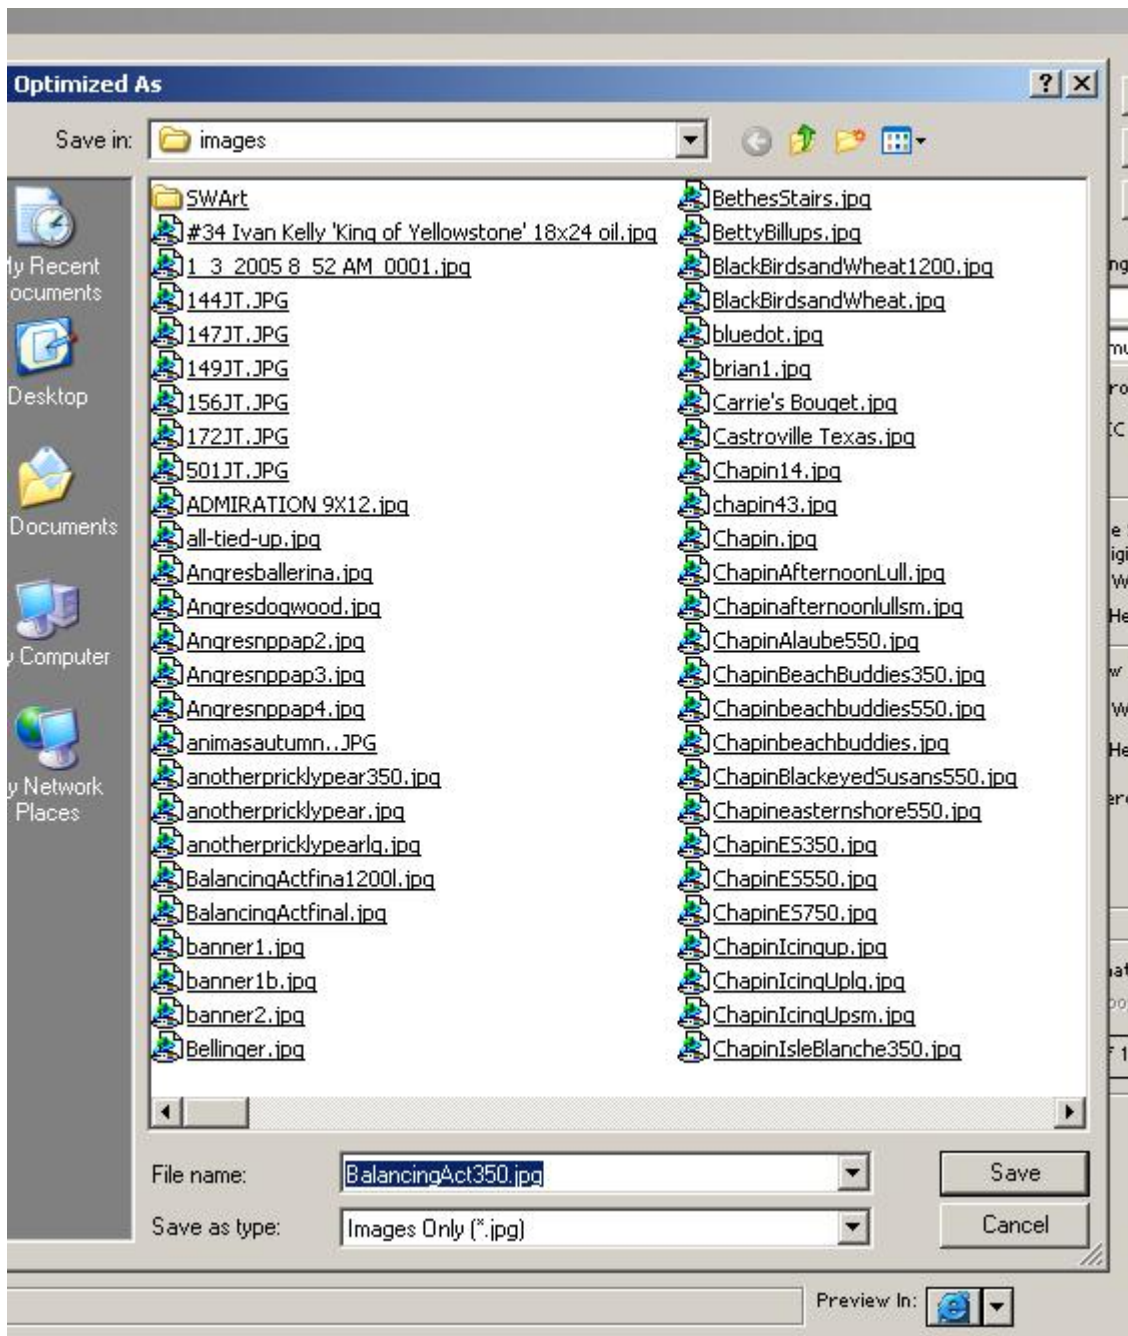 Optimized As
Save in: images
My Recent
Documents
Desktop
Documents
y Computer
y Network
Places
SWArt
#34 Ivan Kelly 'King of Yellowstone' 18x24 oil.jpg
1_3_2005 8_52 AM_0001.jpg
144JT.JPG
147JT.JPG
149JT.JPG
156JT.JPG
172JT.JPG
501JT.JPG
ADMIRATION 9X12.jpg
all-tied-up.jpg
Angresballerina.jpg
Angresdogwood.jpg
Angresnppap2.jpg
Angresnppap3.jpg
Angresnppap4.jpg
animasautumn..JPG
anotherpricklypear350.jpg
anotherpricklypear.jpg
anotherpricklypearlg.jpg
BalancingActfina1200l.jpg
BalancingActfinal.jpg
banner1.jpg
banner1b.jpg
banner2.jpg
Bellinger.jpg
BethesStairs.jpg
BettyBillups.jpg
BlackBirdsandWheat1200.jpg
BlackBirdsandWheat.jpg
bluedot.jpg
brian1.jpg
Carrie's Bouget.jpg
Castroville Texas.jpg
Chapin14.jpg
chapin43.jpg
Chapin.jpg
ChapinAfternoonLull.jpg
Chapinafternoonlullsm.jpg
ChapinAlaube550.jpg
ChapinBeachBuddies350.jpg
Chapinbeachbuddies550.jpg
Chapinbeachbuddies.jpg
ChapinBlackeyedSusans550.jpg
Chapineasternshore550.jpg
ChapinES350.jpg
ChapinES550.jpg
ChapinES750.jpg
ChapinIcingup.jpg
ChapinIcingUplg.jpg
ChapinIcingUpsm.jpg
ChapinIsleBlanche350.jpg
File name: BalancingAct350.jpg
Save
Save as type: Images Only (*.jpg)
Cancel
Preview In: